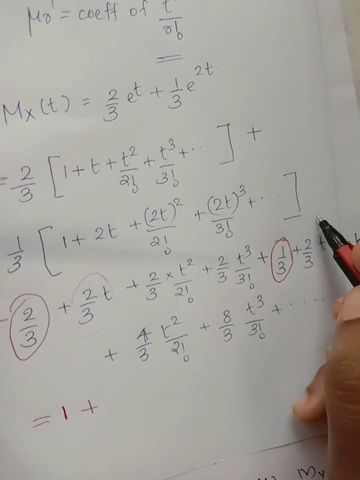 μr' = coeff of t^r/r!
M_X(t) = 2/3 e^t + 1/3 e^2t
= 2/3 [1 + t + t²/2! + t³/3! + ...] +
1/3 [1 + 2t + (2t)²/2! + (2t)³/3! + ...]
= 2/3 + 2/3 t + 2/3 × t²/2! + 2/3 t³/3! + 1/3 + 2/3 t
+ 4/3 t²/2! + 8/3 t³/3! + ....
= 1 +